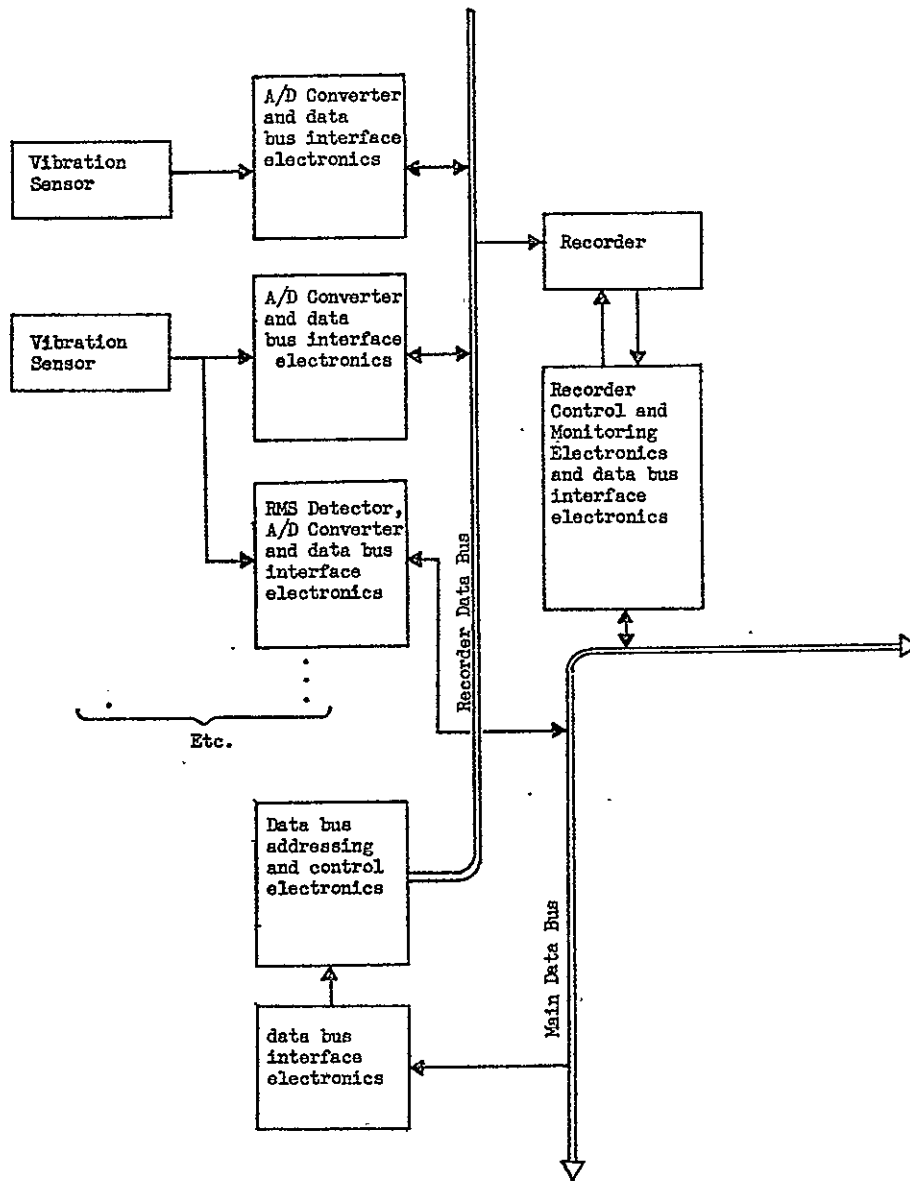 A/D Converter
and data
bus interface
electronics
Vibration
Sensor
Recorder
A/D Converter
and data
bus interface
electronics
Vibration
Sensor
Recorder
Control and
Monitoring
Electronics
and data bus
interface
electronics
RMS Detector,
A/D Converter
and data bus
interface
electronics
Recorder Data Bus
Etc.
Data bus
addressing
and control
electronics
Main Data Bus
data bus
interface
electronics